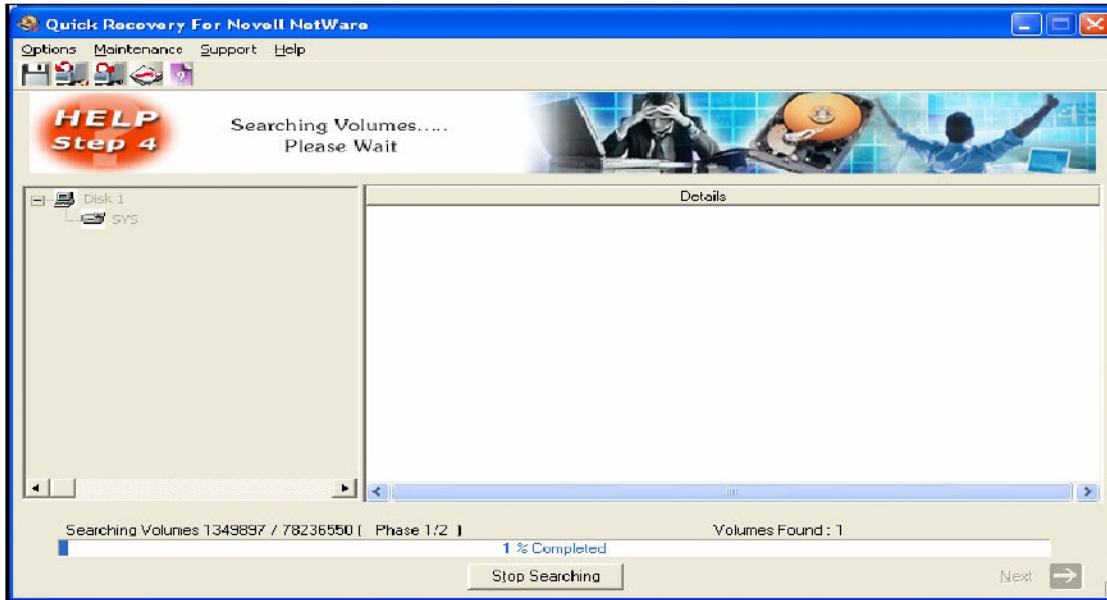 Quick Recovery For Novell NetWare
Options Maintenance Support Help
HELP
Step 4
Searching Volumes.....
Please Wait
Details
Disk 1
SYS
Searching Volumes 1349897 / 78236550 ( Phase 1/2 )
Volumes Found : 1
1 % Completed
Stop Searching
Next